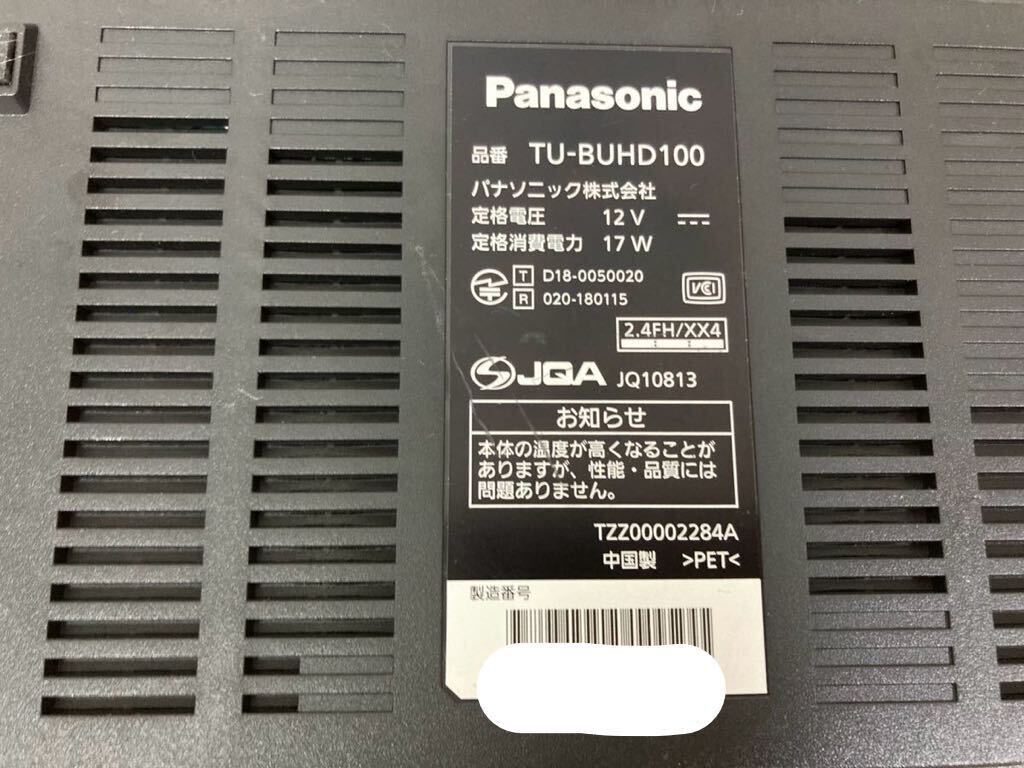 Panasonic
品番 TU-BUHD100
パナソニック株式会社
定格電圧 12 V
定格消費電力 17 W
T D18-0050020
R 020-180115
VCI
2.4FH/XX4
JQA JQ10813
お知らせ
本体の温度が高くなることが
ありますが、性能・品質には
問題ありません。
TZZ00002284A
中国製 >PET<
製造番号